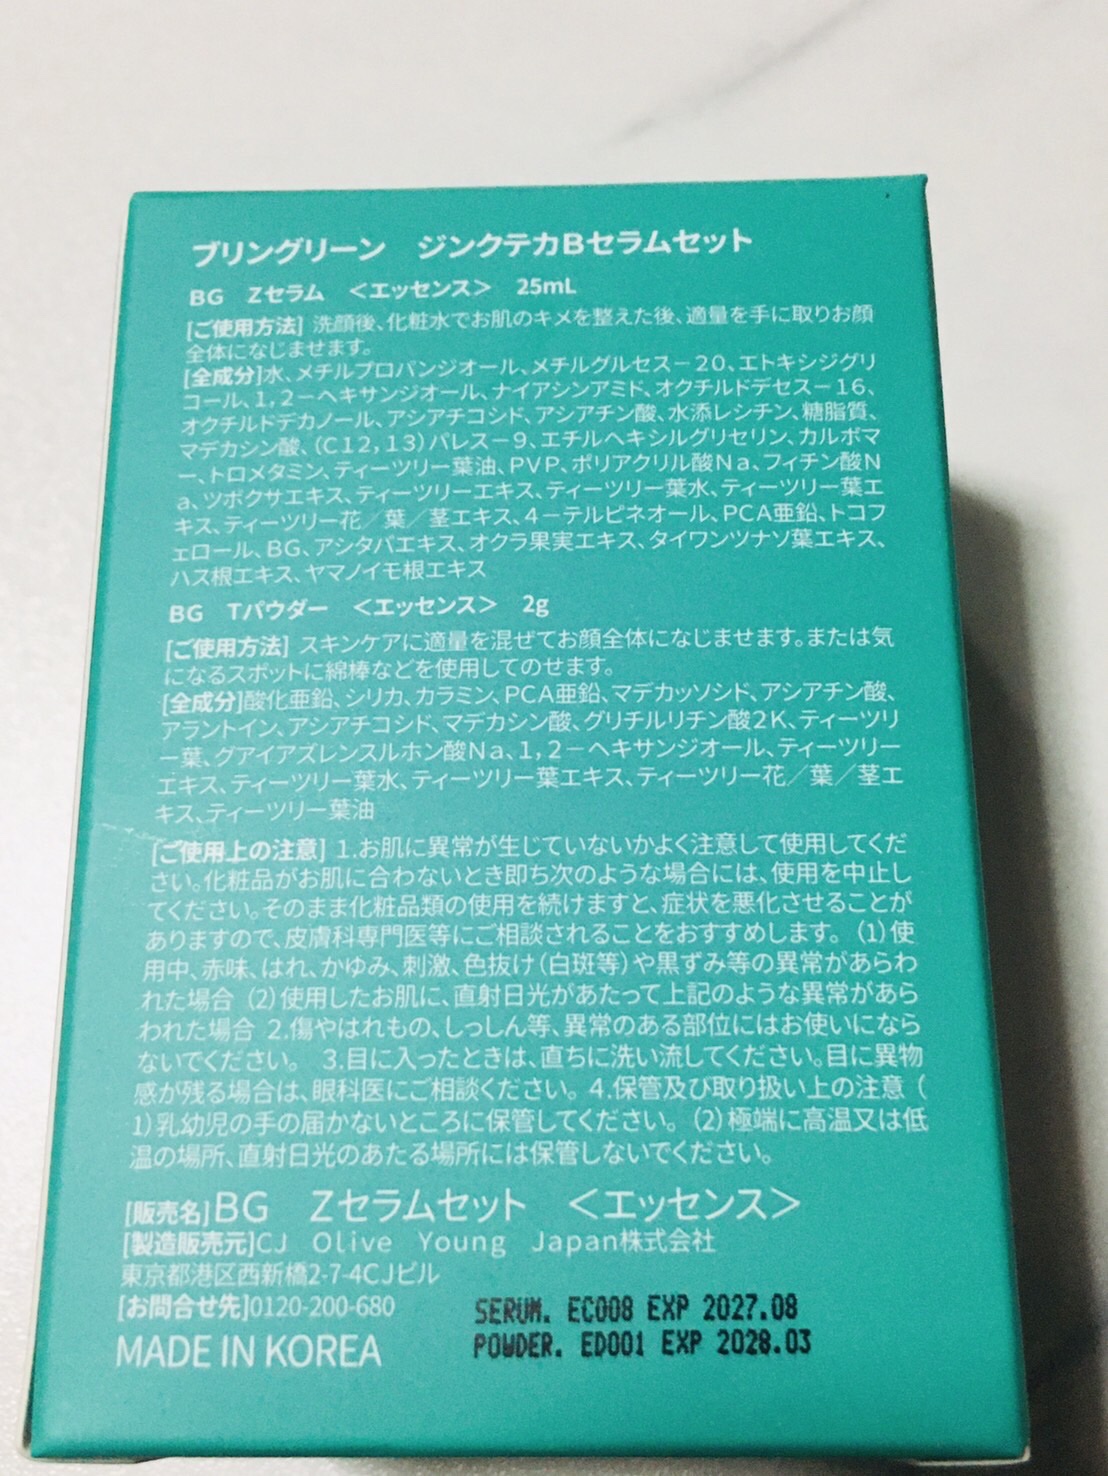 ブリングリーン　ジンクテカBセラムセット
BG　Zセラム　＜エッセンス＞　25mL
[ご使用方法] 洗顔後、化粧水でお肌のキメを整えた後、適量を手に取りお顔
全体になじませます。
[全成分]水、メチルプロパンジオール、メチルグルセス－20、エトキシジグリ
コール、1,2－ヘキサンジオール、ナイアシンアミド、オクチルドデセス－16、
オクチルドデカノール、アシアチコシド、アシアチン酸、水添レシチン、糖脂質、
マデカシン酸、(C12,13)パレス－9、エチルヘキシルグリセリン、カルボマ
ー、トロメタミン、ティーツリー葉油、PVP、ポリアクリル酸Na、フィチン酸N
a、ツボクサエキス、ティーツリーエキス、ティーツリー葉水、ティーツリー葉エ
キス、ティーツリー花／葉／茎エキス、4－テルピネオール、PCA亜鉛、トコフ
ェロール、BG、アシタバエキス、オクラ果実エキス、タイワンツナソ葉エキス、
ハス根エキス、ヤマノイモ根エキス
BG　Tパウダー　＜エッセンス＞　2g
[ご使用方法] スキンケアに適量を混ぜてお顔全体になじませます。または気
になるスポットに綿棒などを使用してのせます。
[全成分]酸化亜鉛、シリカ、カラミン、PCA亜鉛、マデカッソシド、アシアチン酸、
アラントイン、アシアチコシド、マデカシン酸、グリチルリチン酸2K、ティーツリ
ー葉、グアイアズレンスルホン酸Na、1,2－ヘキサンジオール、ティーツリー
エキス、ティーツリー葉水、ティーツリー葉エキス、ティーツリー花／葉／茎エ
キス、ティーツリー葉油
[ご使用上の注意] 1.お肌に異常が生じていないかよく注意して使用してくだ
さい。化粧品がお肌に合わないとき即ち次のような場合には、使用を中止し
てください。そのまま化粧品類の使用を続けますと、症状を悪化させることが
ありますので、皮膚科専門医等にご相談されることをおすすめします。 (1)使
用中、赤味、はれ、かゆみ、刺激、色抜け(白斑等)や黒ずみ等の異常があらわ
れた場合 (2)使用したお肌に、直射日光があたって上記のような異常があら
われた場合 2.傷やはれもの、しっしん等、異常のある部位にはお使いになら
ないでください。　3.目に入ったときは、直ちに洗い流してください。目に異物
感が残る場合は、眼科医にご相談ください。 4.保管及び取り扱い上の注意 (
1)乳幼児の手の届かないところに保管してください。 (2)極端に高温又は低
温の場所、直射日光のあたる場所には保管しないでください。
[販売名]BG　Zセラムセット　＜エッセンス＞
[製造販売元]CJ　Olive　Young　Japan株式会社
東京都港区西新橋2-7-4CJビル
[お問合せ先]0120-200-680
SERUM. EC008 EXP 2027.08
POWDER. ED001 EXP 2028.03
MADE IN KOREA